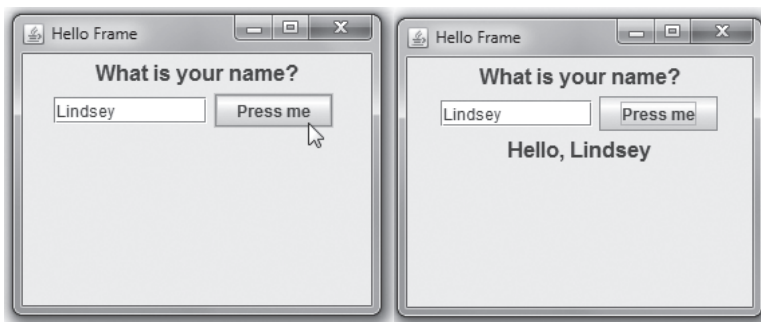 Hello Frame
What is your name?
Lindsey Press me
Hello Frame
What is your name?
Lindsey Press me
Hello, Lindsey